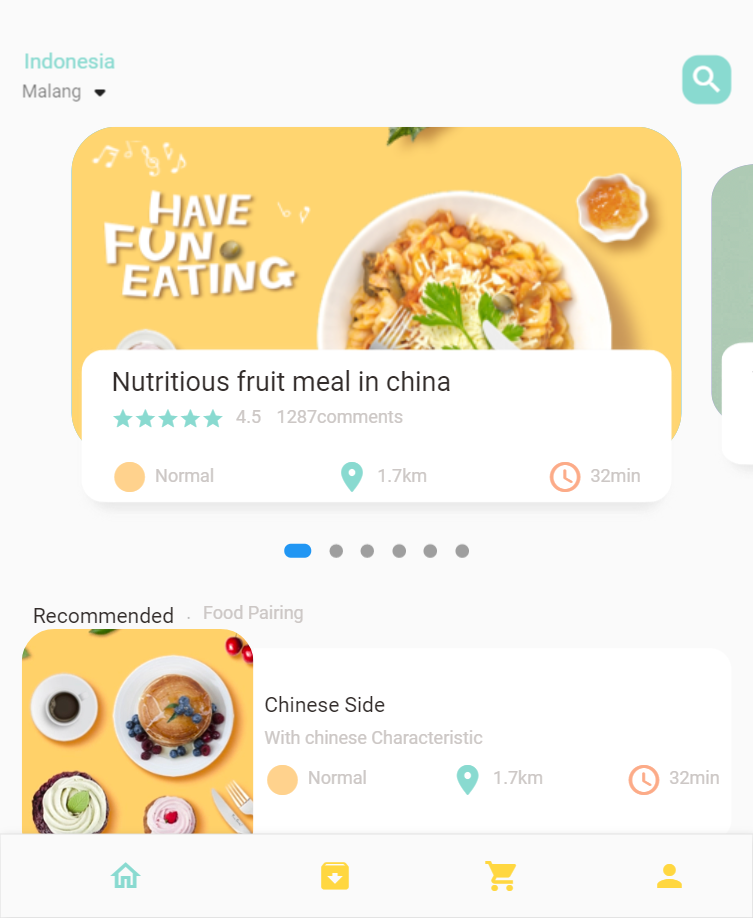 Indonesia
Malang
HAVE
FUN
EATING
Nutritious fruit meal in china
4.5 1287comments
Normal 1.7km 32min
Recommended . Food Pairing
Chinese Side
With chinese Characteristic
Normal 1.7km 32min